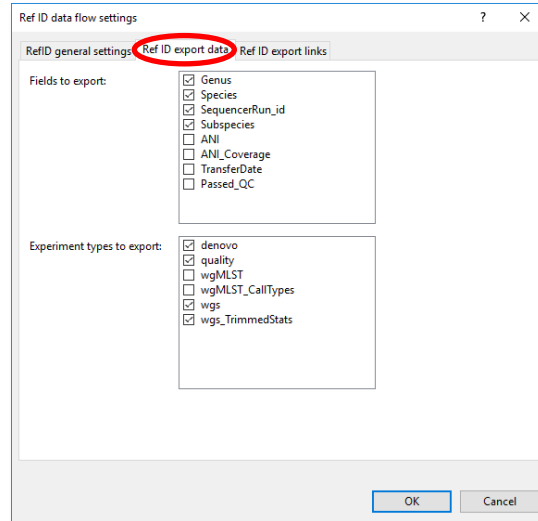 Ref ID data flow settings ? ×
RefID general settings Ref ID export data Ref ID export links
Fields to export:
Genus
Species
SequencerRun_id
Subspecies
ANI
ANI_Coverage
TransferDate
Passed_QC
Experiment types to export:
denovo
quality
wgMLST
wgMLST_CallTypes
wgs
wgs_TrimmedStats
OK Cancel